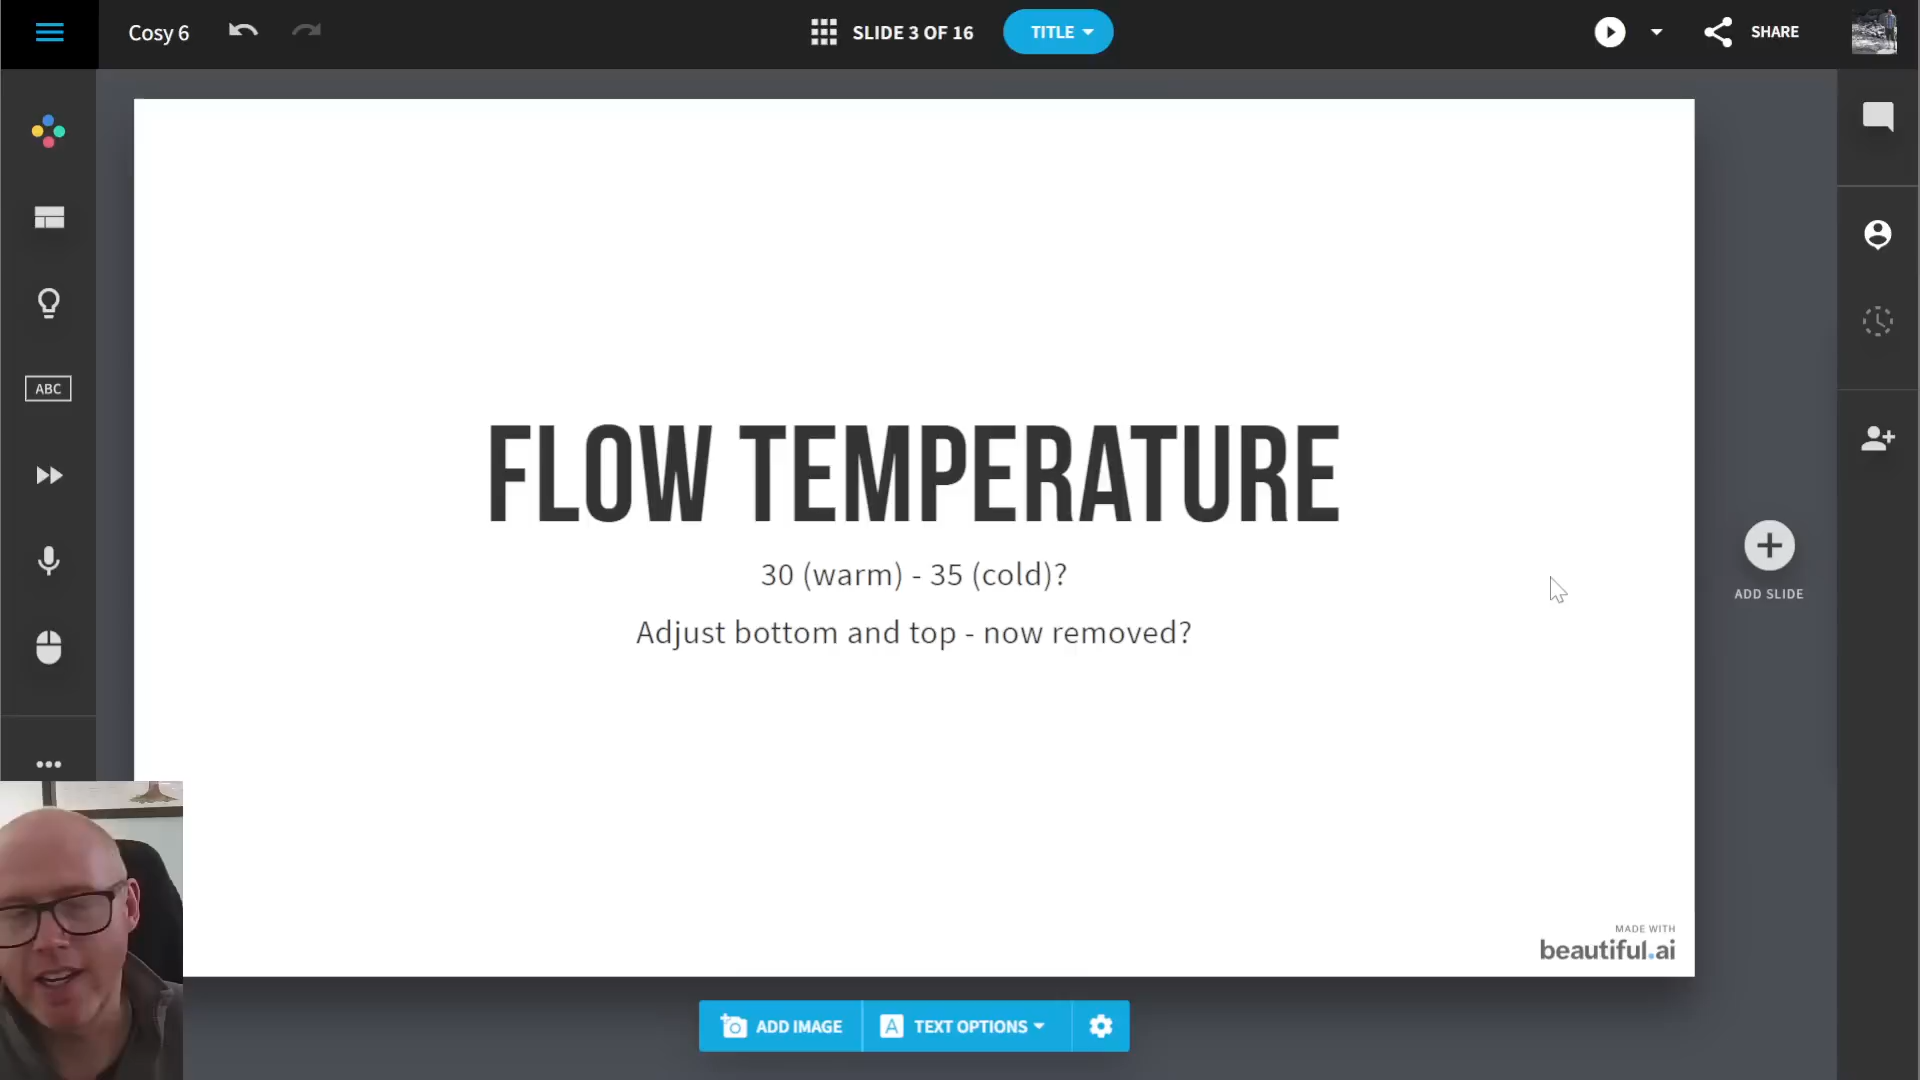 Cosy 6
SLIDE 3 OF 16
TITLE
SHARE
ABC
FLOW TEMPERATURE
30 (warm) - 35 (cold)?
Adjust bottom and top - now removed?
ADD SLIDE
MADE WITH
beautiful.ai
ADD IMAGE
A TEXT OPTIONS